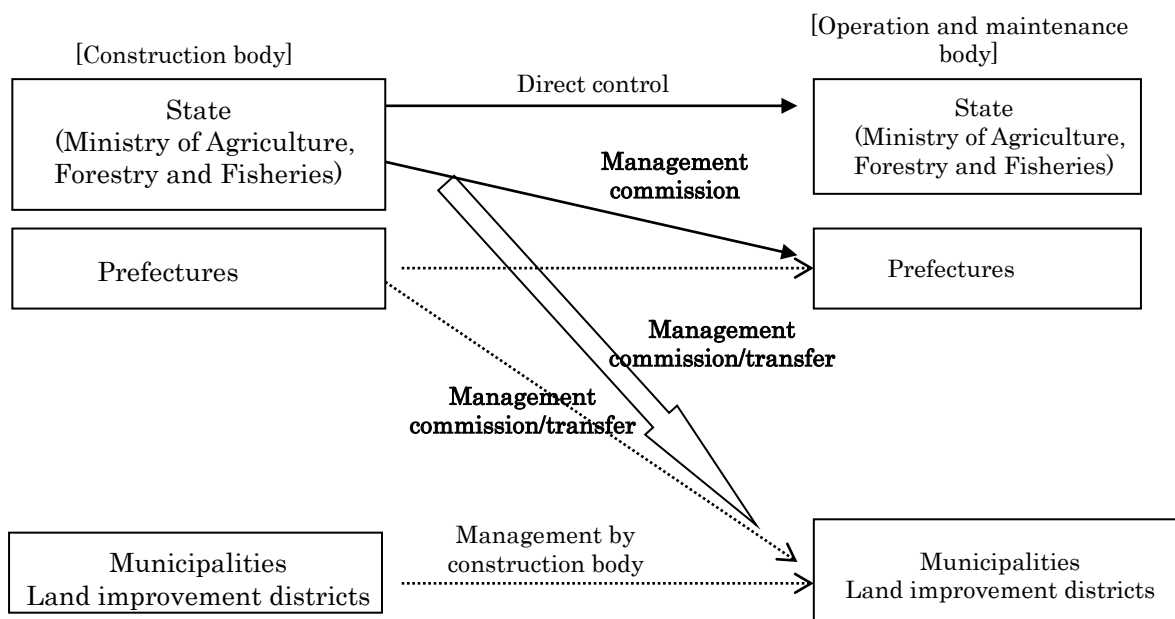 [Construction body]
[Operation and maintenance
body]
State
(Ministry of Agriculture,
Forestry and Fisheries)
Direct control
State
(Ministry of Agriculture,
Forestry and Fisheries)
Management
commission
Prefectures
Prefectures
Management
commission/transfer
Management
commission/transfer
Municipalities
Land improvement districts
Management by
construction body
Municipalities
Land improvement districts